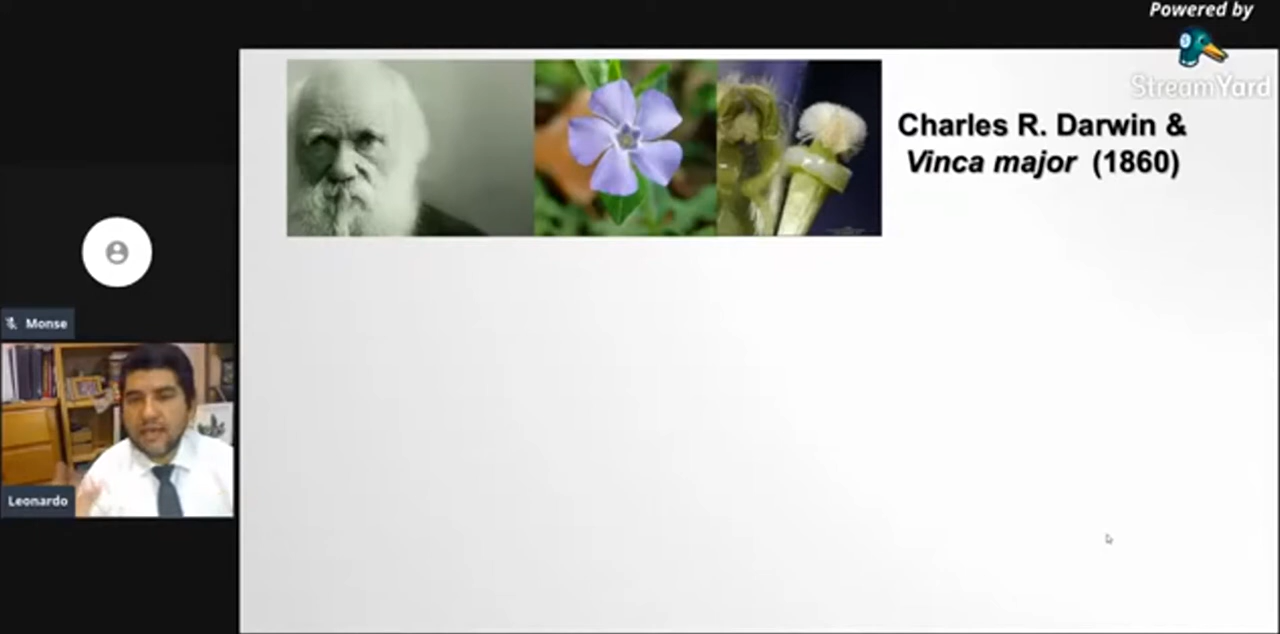 Powered by
StreamYard
Charles R. Darwin &
Vinca major (1860)
Monse
Leonardo